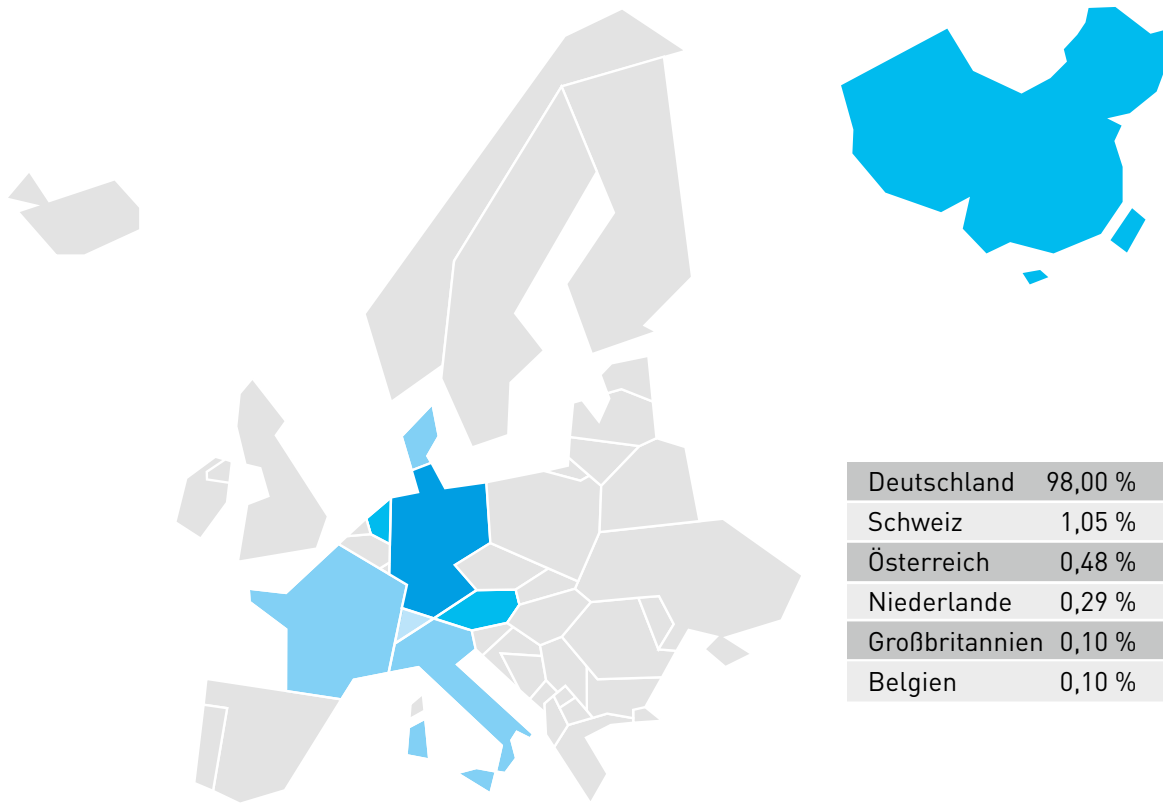 Deutschland 98,00 %
Schweiz 1,05 %
Österreich 0,48 %
Niederlande 0,29 %
Großbritannien 0,10 %
Belgien 0,10 %